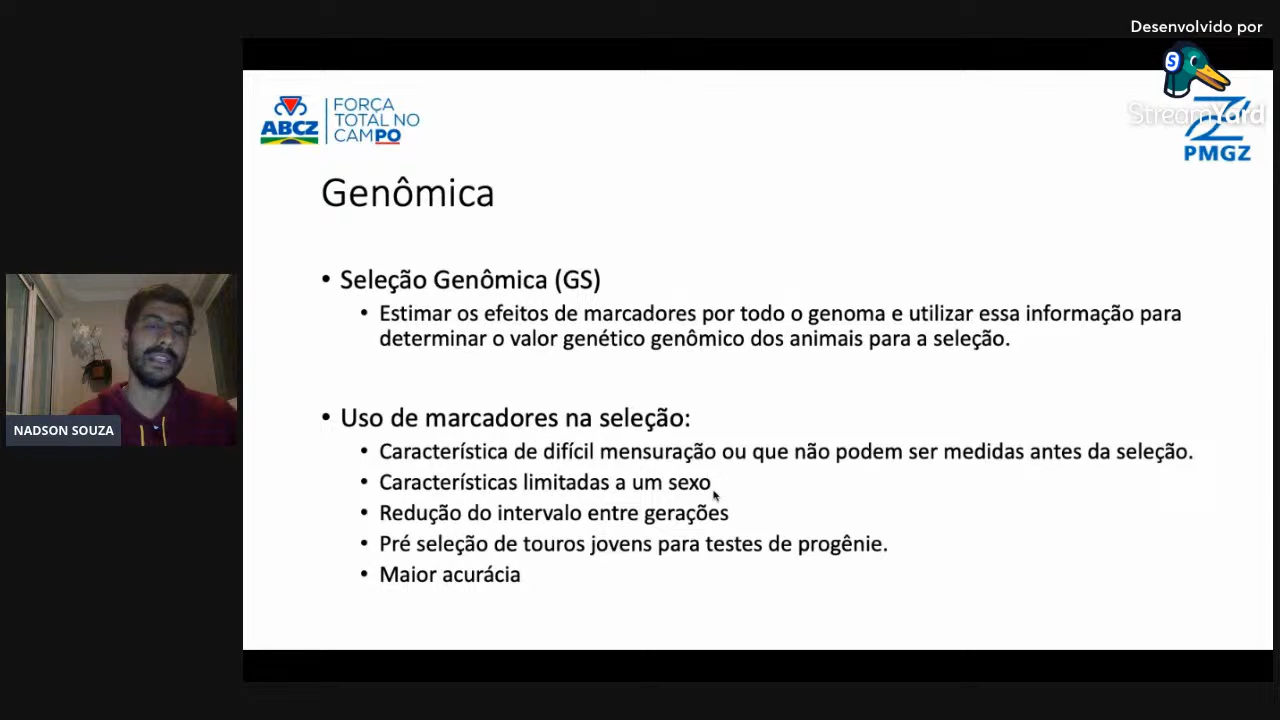 Desenvolvido por
S
StreamYard
ABCZ
FORÇA
TOTAL NO
CAMPO
PMGZ
Genômica
• Seleção Genômica (GS)
• Estimar os efeitos de marcadores por todo o genoma e utilizar essa informação para
determinar o valor genético genômico dos animais para a seleção.
• Uso de marcadores na seleção:
• Característica de difícil mensuração ou que não podem ser medidas antes da seleção.
• Características limitadas a um sexo
• Redução do intervalo entre gerações
• Pré seleção de touros jovens para testes de progênie.
• Maior acurácia
NADSON SOUZA